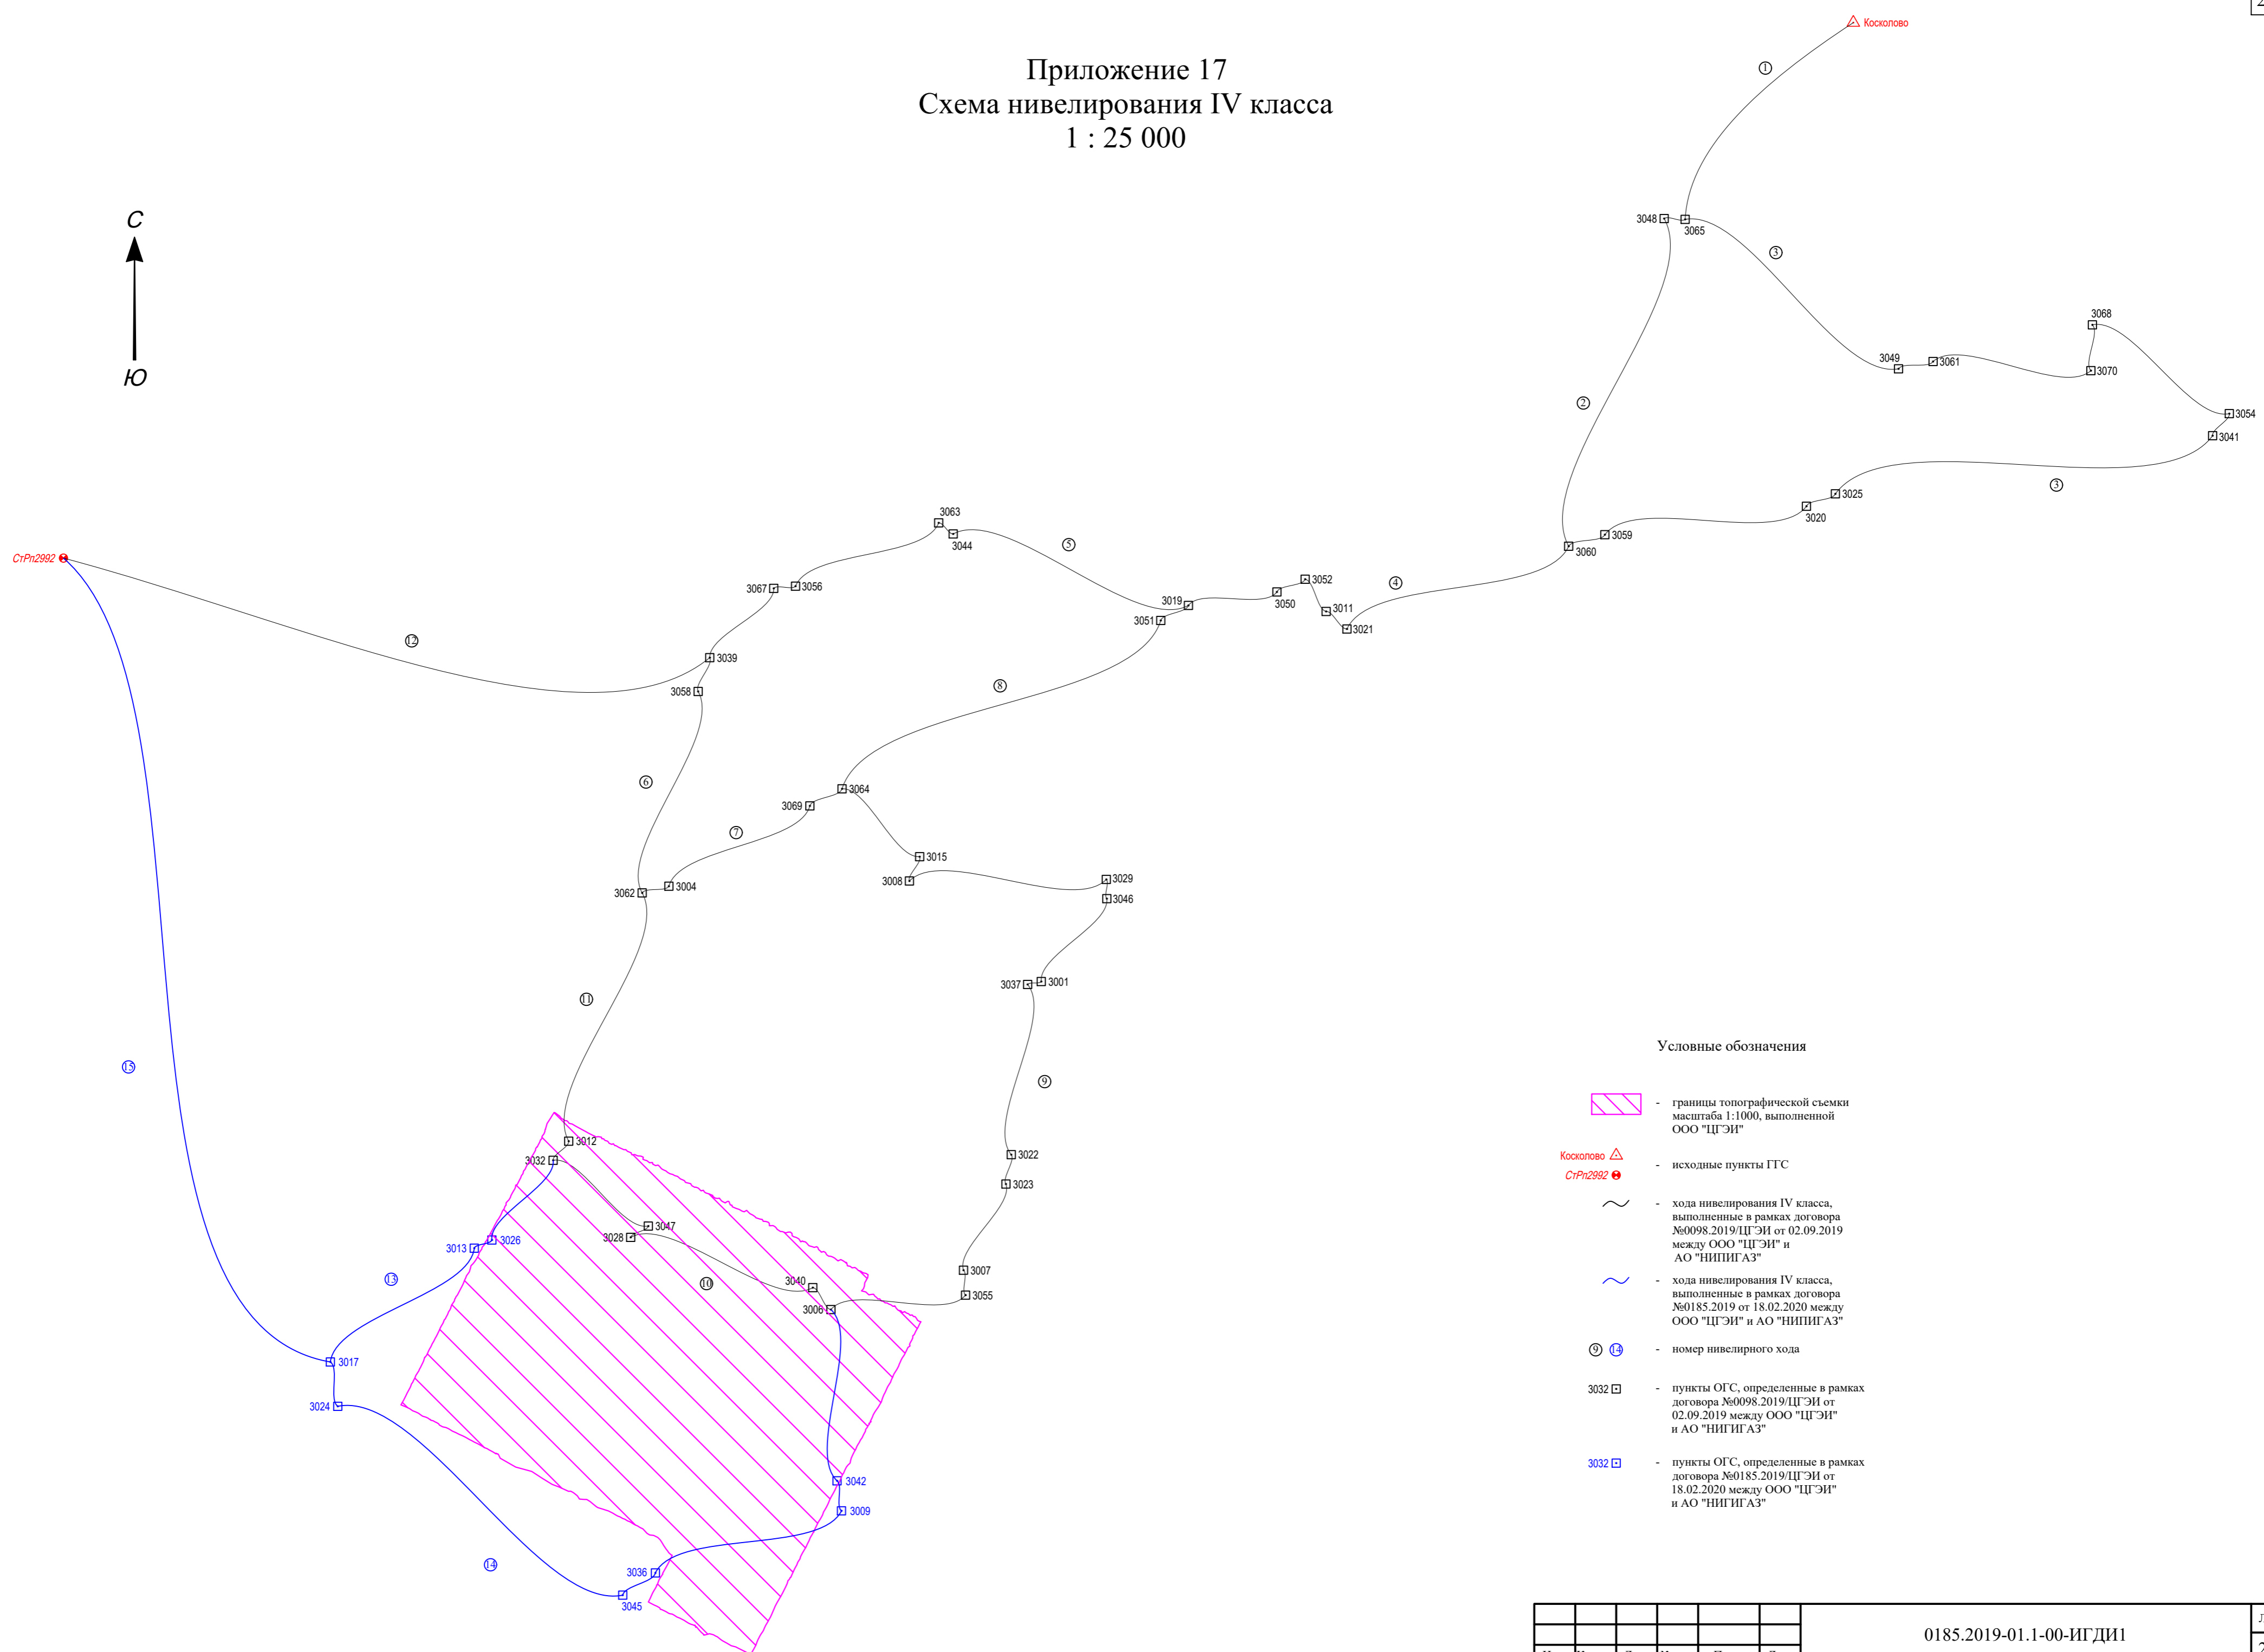 Приложение 17
Схема нивелирования IV класса
1 : 25 000
С
Ю
Косколово
1
3048
3065
3
3049
3061
3068
3070
3054
3041
2
3
3025
3020
3059
3060
4
3063
3044
5
СтРп2992
3067
3056
3019
3050
3052
3011
3021
3051
12
3039
3058
8
6
3064
3069
7
3015
3008
3029
3046
3062
3004
3037
3001
11
15
9
3012
3032
3022
3023
3047
3028
3026
3013
13
10
3040
3007
3055
3006
3017
3024
3042
3009
14
3036
3045
Условные обозначения
- границы топографической съемки
масштаба 1:1000, выполненной
ООО "ЦГЭИ"
Косколово
СтРп2992
- исходные пункты ГГС
- хода нивелирования IV класса,
выполненные в рамках договора
№0098.2019/ЦГЭИ от 02.09.2019
между ООО "ЦГЭИ" и
АО "НИПИГАЗ"
- хода нивелирования IV класса,
выполненные в рамках договора
№0185.2019 от 18.02.2020 между
ООО "ЦГЭИ" и АО "НИПИГАЗ"
9 14 - номер нивелирного хода
3032 - пункты ОГС, определенные в рамках
договора №0098.2019/ЦГЭИ от
02.09.2019 между ООО "ЦГЭИ"
и АО "НИГИГАЗ"
3032 - пункты ОГС, определенные в рамках
договора №0185.2019/ЦГЭИ от
18.02.2020 между ООО "ЦГЭИ"
и АО "НИГИГАЗ"
0185.2019-01.1-00-ИГДИ1